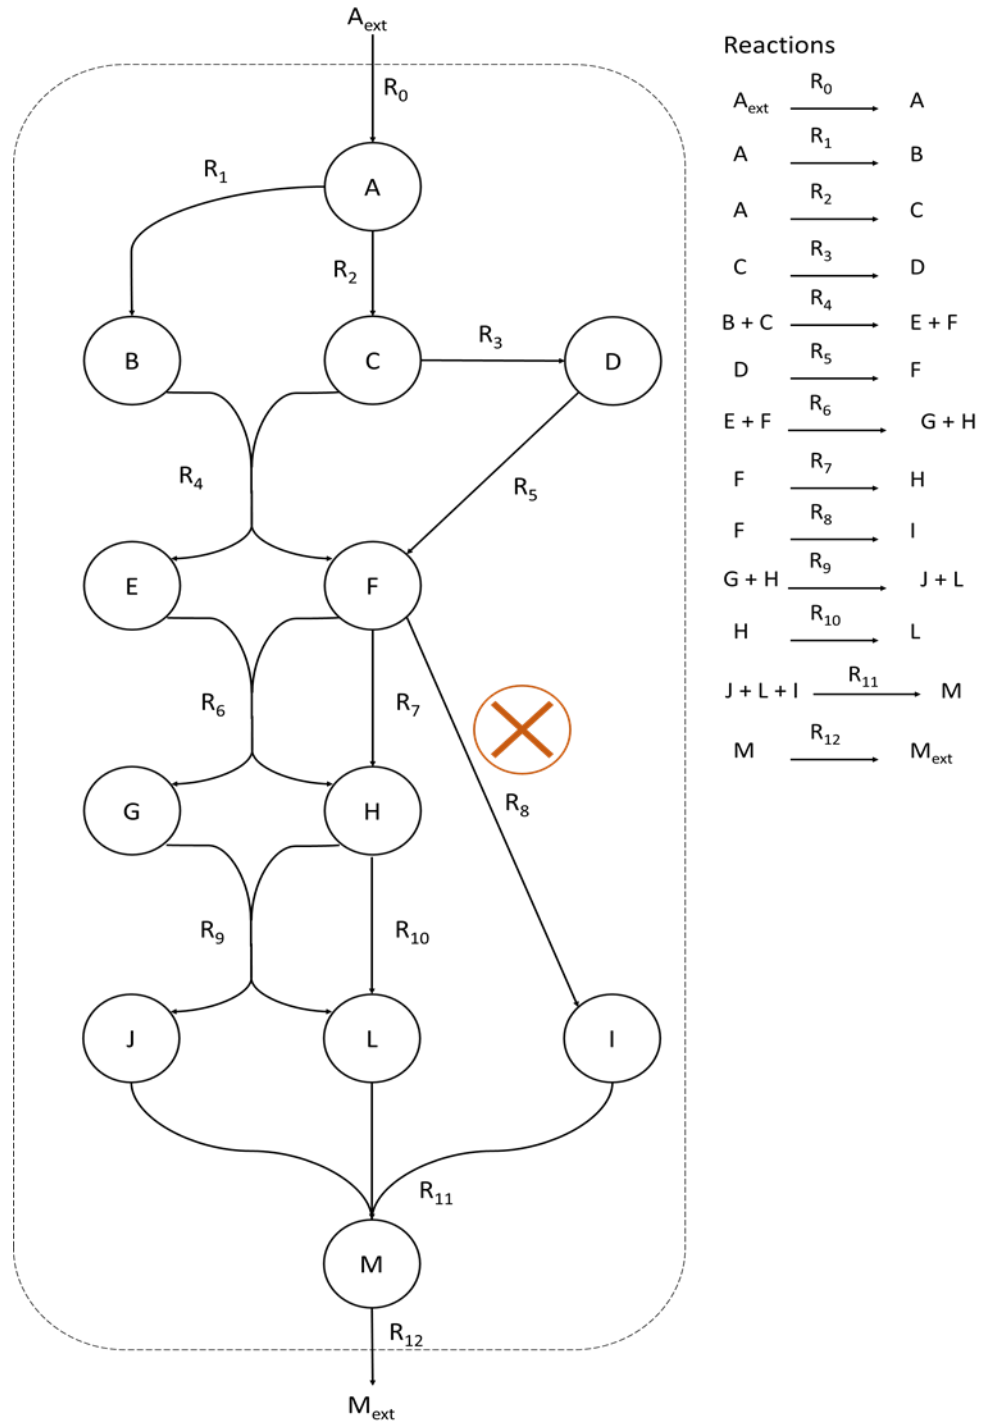 A_ext
R_0
A
R_1
R_2
B
C
R_3
D
R_4
R_5
E
F
R_6
R_7
R_8
G
H
R_9
R_10
J
L
I
R_11
M
R_12
M_ext
Reactions
R_0
A_ext A
R_1
A B
R_2
A C
R_3
C D
R_4
B + C E + F
R_5
D F
R_6
E + F G + H
R_7
F H
R_8
F I
R_9
G + H J + L
R_10
H L
R_11
J + L + I M
R_12
M M_ext